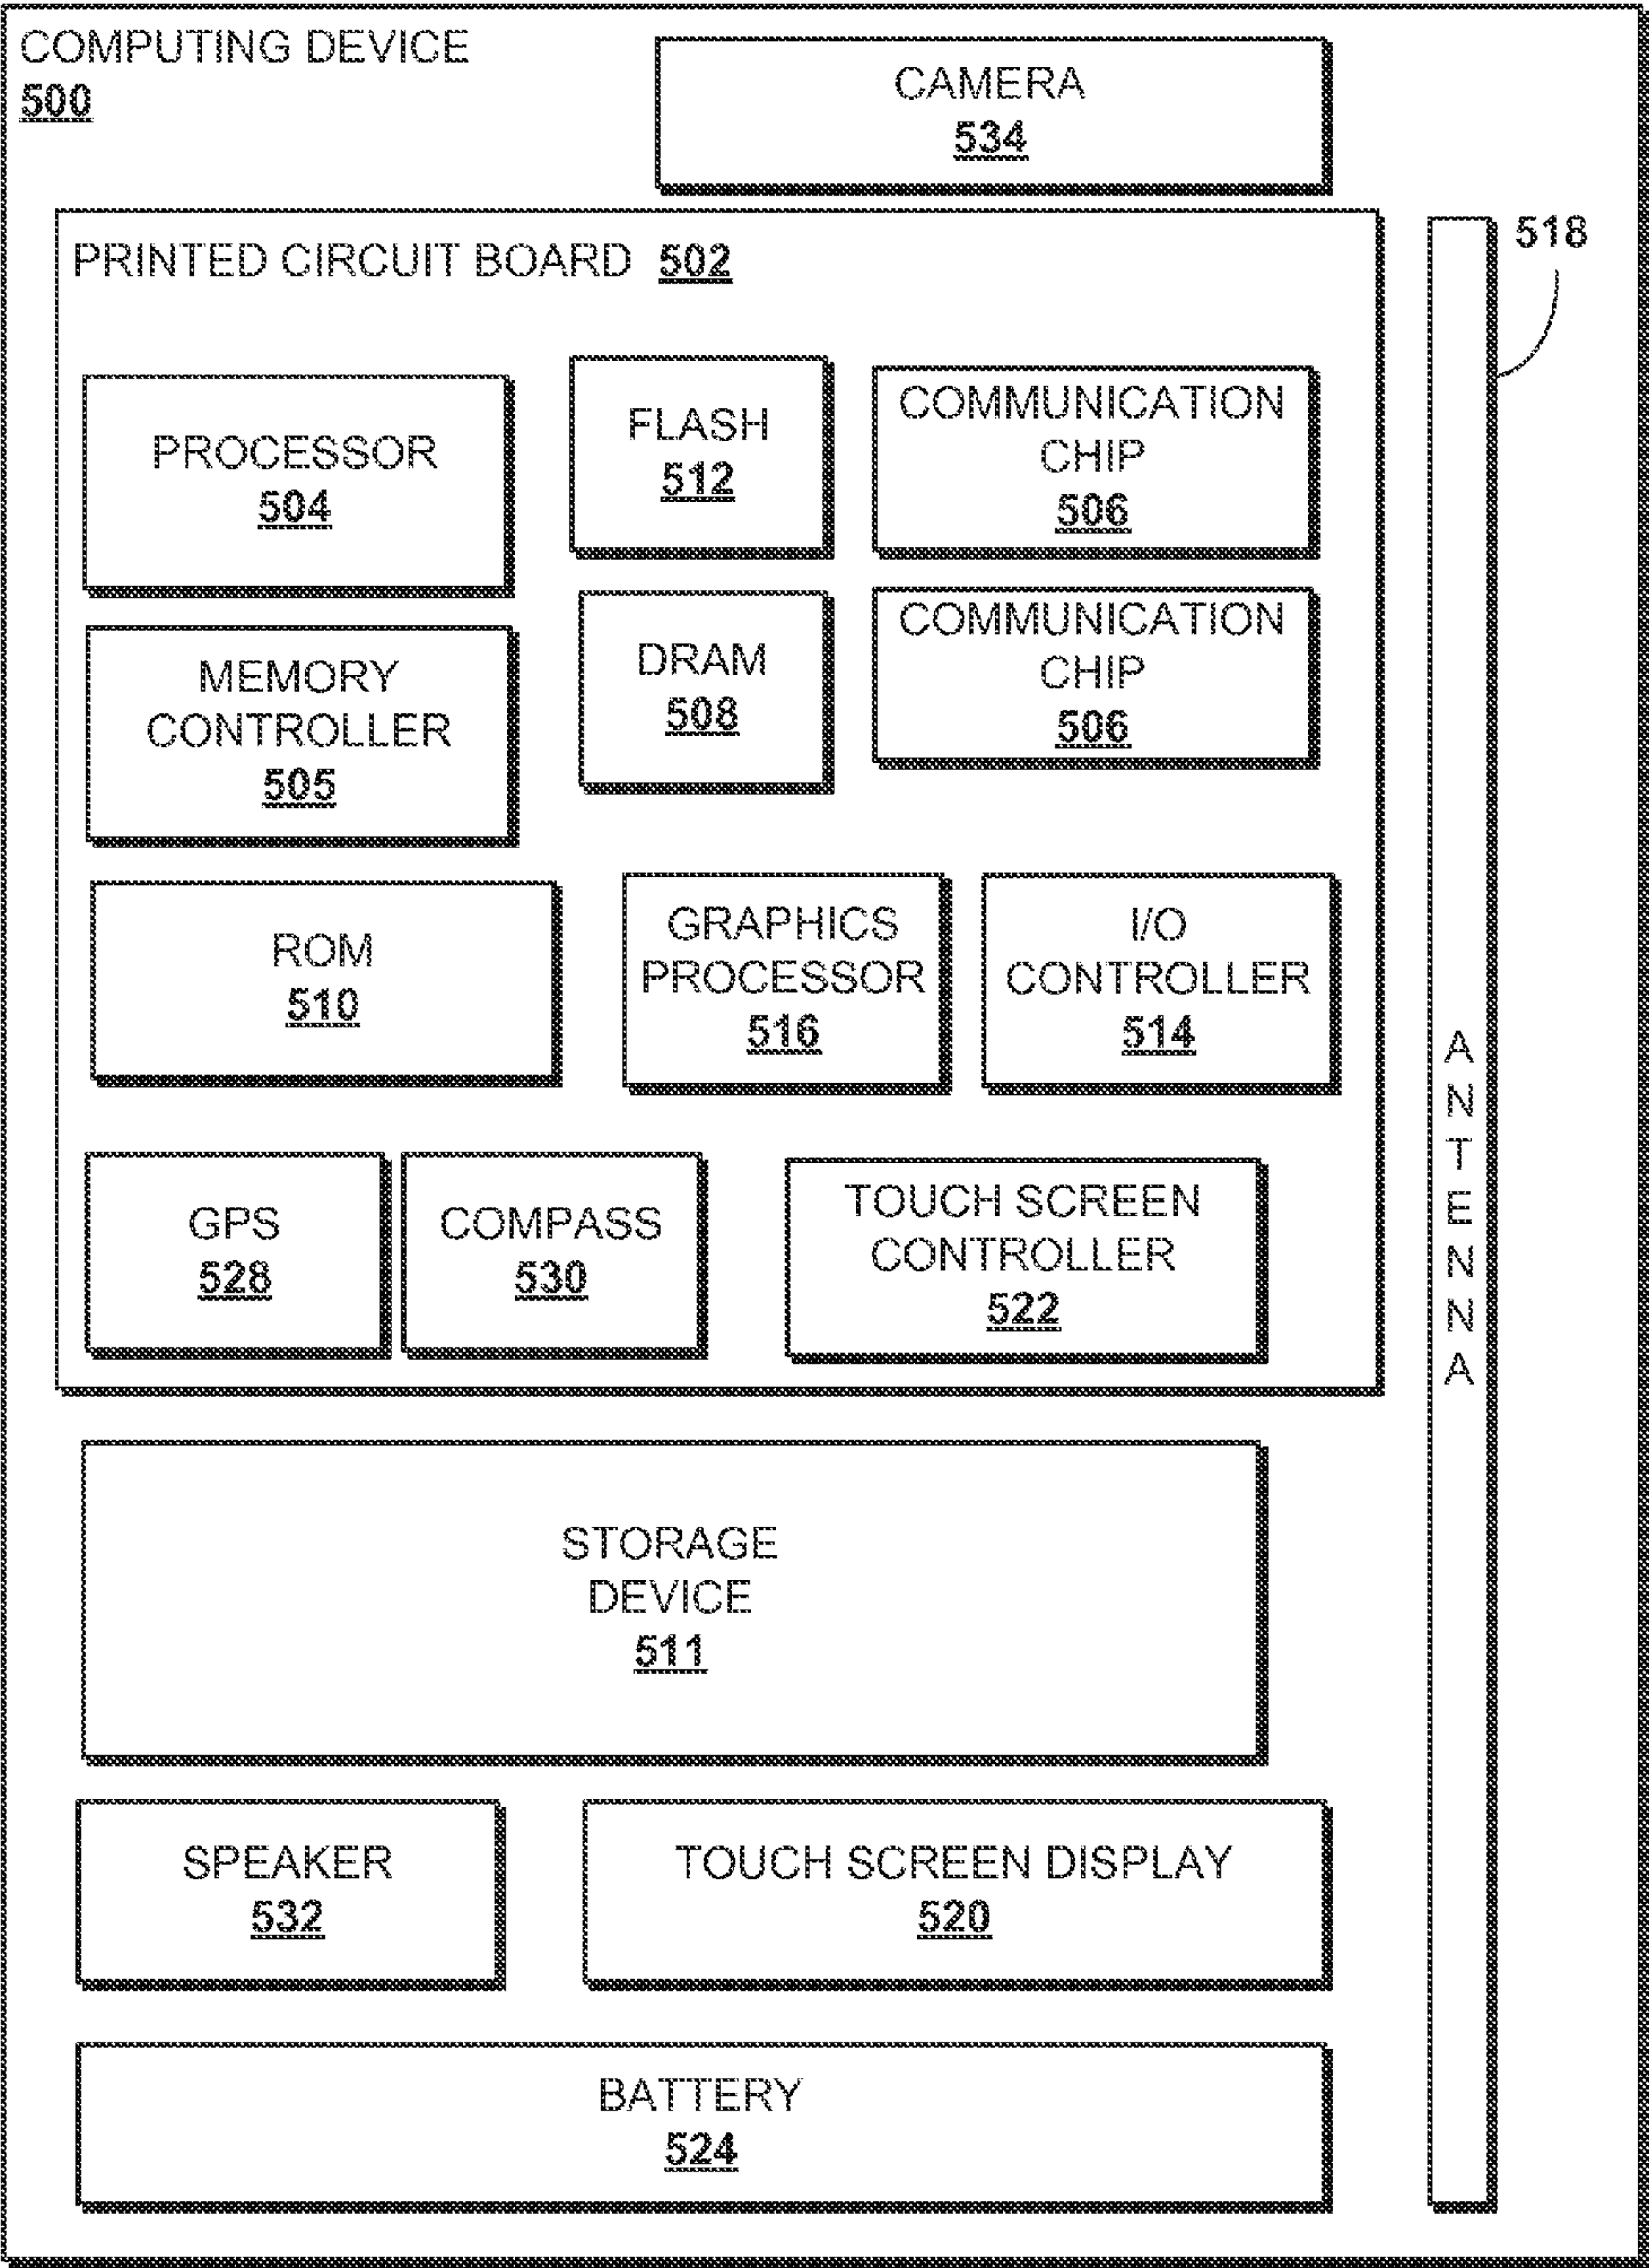 COMPUTING DEVICE
500
CAMERA
534
PRINTED CIRCUIT BOARD 502
518
PROCESSOR
504
FLASH
512
COMMUNICATION
CHIP
506
MEMORY
CONTROLLER
505
DRAM
508
COMMUNICATION
CHIP
506
ROM
510
GRAPHICS
PROCESSOR
516
I/O
CONTROLLER
514
GPS
528
COMPASS
530
TOUCH SCREEN
CONTROLLER
522
A
N
T
E
N
N
A
STORAGE
DEVICE
511
SPEAKER
532
TOUCH SCREEN DISPLAY
520
BATTERY
524